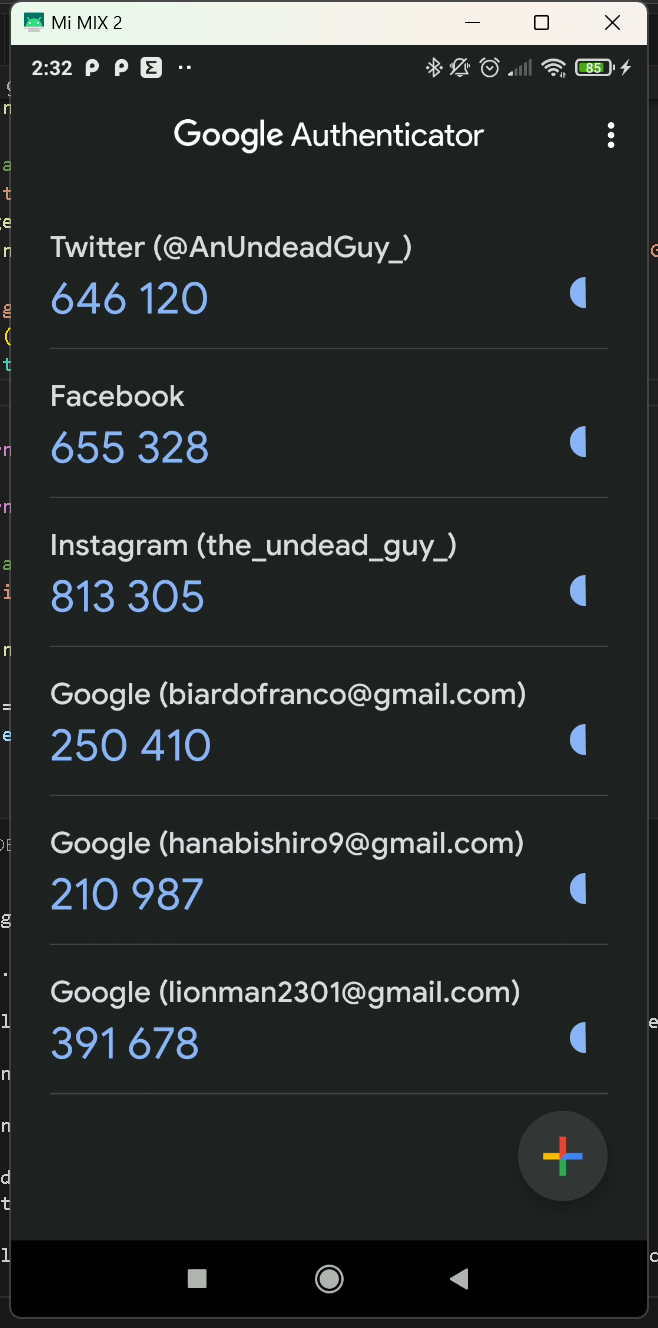 Mi MIX 2
2:32
85
Google Authenticator
Twitter (@AnUndeadGuy_)
646 120
Facebook
655 328
Instagram (the_undead_guy_)
813 305
Google (biardofranco@gmail.com)
250 410
Google (hanabishiro9@gmail.com)
210 987
Google (lionman2301@gmail.com)
391 678